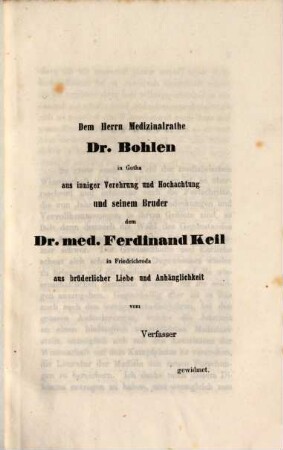 Dem Herrn Medizinalrathe
Dr. Bohlen
in Gotha
aus inniger Verehrung und Hochachtung
und seinem Bruder
dem
Dr. med. Ferdinand Keil
in Friedrichroda
aus brüderlicher Liebe und Anhänglichkeit
vom
Verfasser
gewidmet.